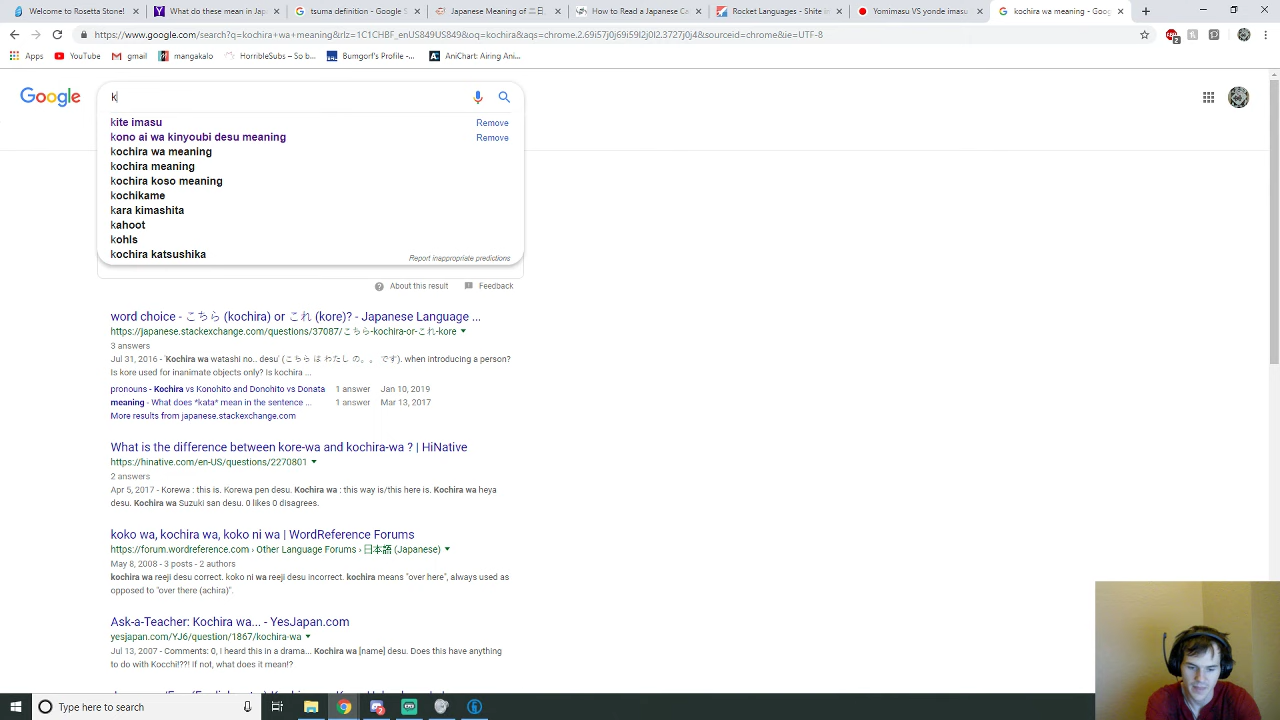 Welcome to Rosetta Stone!
What do these mean in Japa
tsuma definition - Google S
Japanese Meaning of 二日
How to Read a Japanese Ca
Rocket Languages - Shite in
Yomimasu VS yonde imasu
kochira wa meaning - Goog
https://www.google.com/search?q=kochira+wa+meaning&rlz=1C1CHBF_enUS849US849&oq=kochira&aqs=chrome.2.69i57j0j69i59l2j0l2.3727j0j4&sourceid=chrome&ie=UTF-8
2
Apps
YouTube
gmail
mangakalo
HorribleSubs – So b...
Bumgorf's Profile -...
AniChart: Airing Ani...
Google
k
kite imasu
Remove
kono ai wa kinyoubi desu meaning
Remove
kochira wa meaning
kochira meaning
kochira koso meaning
kochikame
kara kimashita
kahoot
kohls
kochira katsushika
Report inappropriate predictions
About this result
Feedback
word choice - こちら (kochira) or これ (kore)? - Japanese Language ...
https://japanese.stackexchange.com/questions/37087/こちら-kochira-or-これ-kore
3 answers
Jul 31, 2016 - 'Kochira wa watashi no.. desu' (こちら は わたし の。。 です). when introducing a person?
Is kore used for inanimate objects only? Is kochira ...
pronouns - Kochira vs Konohito and Donohito vs Donata 1 answer Jan 10, 2019
meaning - What does *kata* mean in the sentence ... 1 answer Mar 13, 2017
More results from japanese.stackexchange.com
What is the difference between kore-wa and kochira-wa ? | HiNative
https://hinative.com/en-US/questions/2270801
2 answers
Apr 5, 2017 - Korewa : this is. Korewa pen desu. Kochira wa : this way is/this here is. Kochira wa heya
desu. Kochira wa Suzuki san desu. 0 likes 0 disagrees.
koko wa, kochira wa, koko ni wa | WordReference Forums
https://forum.wordreference.com › Other Language Forums › 日本語 (Japanese)
May 8, 2008 - 3 posts - 2 authors
kochira wa reeji desu correct. koko ni wa reeji desu incorrect. kochira means "over here", always used as
opposed to "over there (achira)".
Ask-a-Teacher: Kochira wa... - YesJapan.com
yesjapan.com/YJ6/question/1867/kochira-wa
Jul 13, 2007 - Comments: 0, I heard this in a drama... Kochira wa [name] desu. Does this have anything
to do with Kocchi!??! If not, what does it mean!?
Type here to search
2